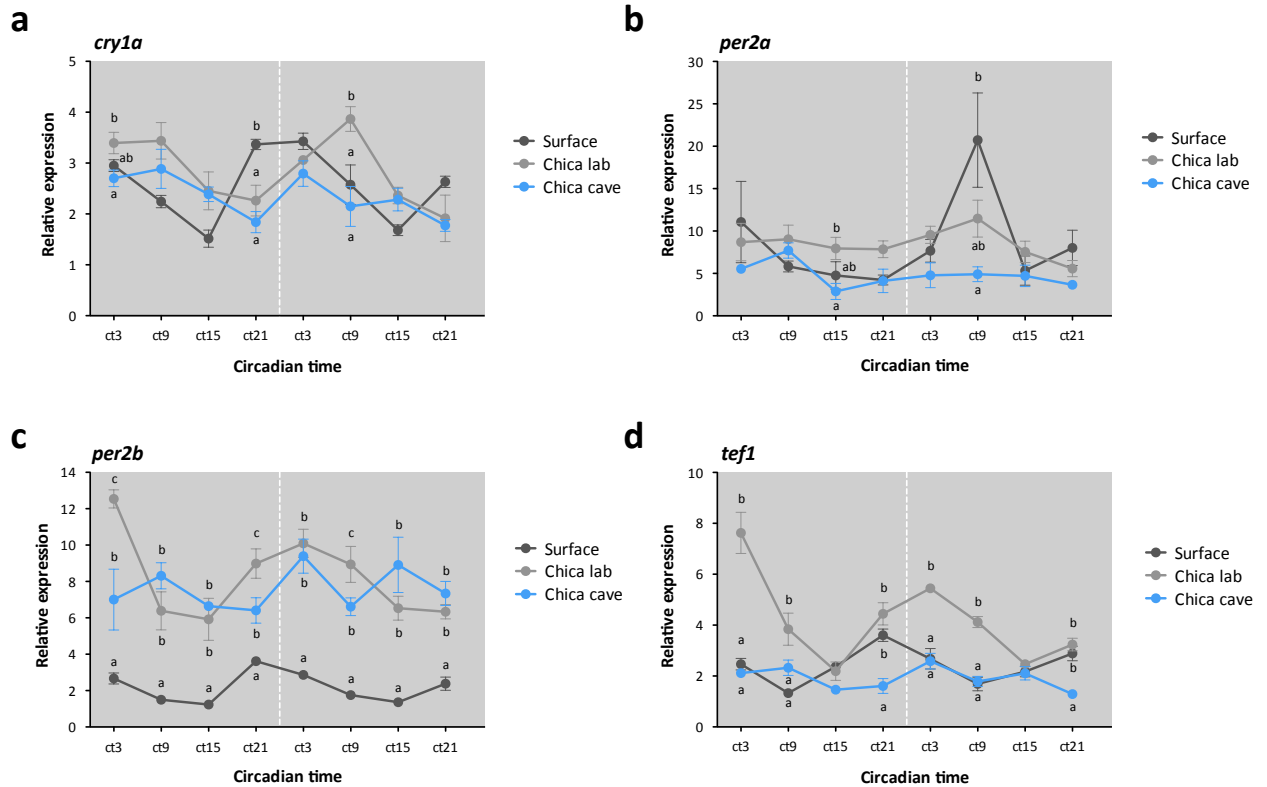 a
cry1a
5
4
3
2
1
0
Relative expression
b
b
b
ab
a
a
a
a
a
ct3 ct9 ct15 ct21 ct3 ct9 ct15 ct21
Circadian time
Surface
Chica lab
Chica cave
b
per2a
30
25
20
15
10
5
0
Relative expression
b
b
ab
ab
a
a
ct3 ct9 ct15 ct21 ct3 ct9 ct15 ct21
Circadian time
Surface
Chica lab
Chica cave
c
per2b
14
12
10
8
6
4
2
0
Relative expression
c
b
b
b
c
b
c
b
b
b
b
b
b
b
b
a
a
a
a
a
a
a
a
ct3 ct9 ct15 ct21 ct3 ct9 ct15 ct21
Circadian time
Surface
Chica lab
Chica cave
d
tef1
10
8
6
4
2
0
Relative expression
b
b
b
b
b
b
a
a
a
a
b
a
a
a
a
b
a
ct3 ct9 ct15 ct21 ct3 ct9 ct15 ct21
Circadian time
Surface
Chica lab
Chica cave